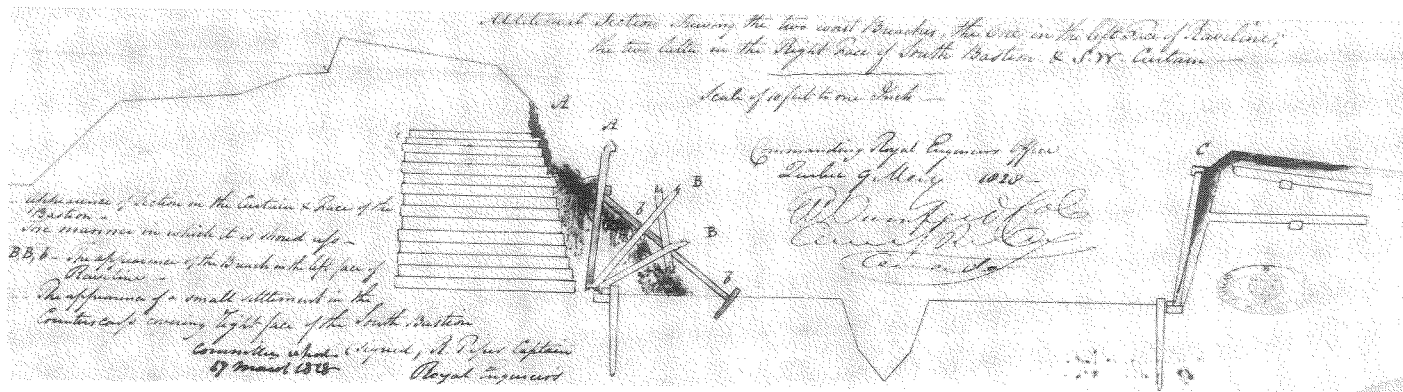 Additional Section shewing the two worst Breaches, the One in the left Face of Raveline,
the two latter in the Right Face of South Bastion & S.W. Curtain
Scale of 10 feet to one Inch
Commanding Royal Engineers Office
Quebec 9 May 1828
A
A
B
B
b
b
C
appearance of Section on the Curtain & Face of the
Bastion
the manner in which it is shored up
BB, b The appearance of the Breach in the left face of
Raveline
The appearance of a small settlement in the
Counterscarp covering right face of the South Bastion
Committee
(signed) Captain
1828
Royal Engineers